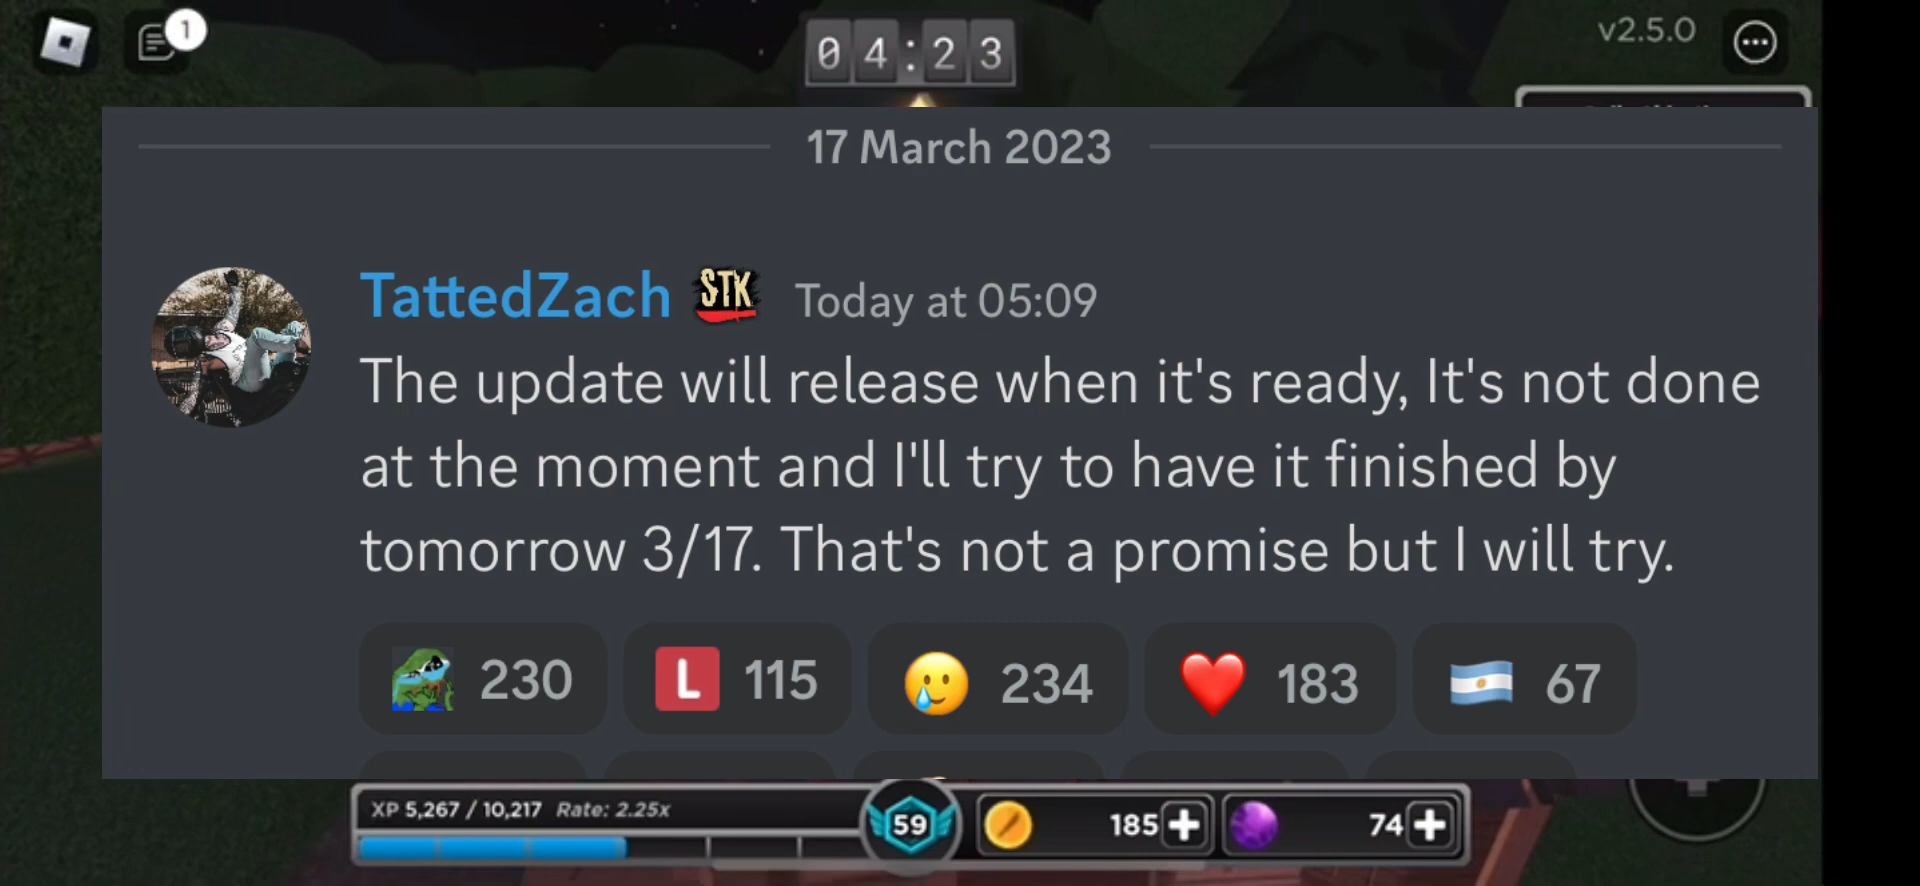 1
04:23
v2.5.0
17 March 2023
TattedZach STK Today at 05:09
The update will release when it's ready, It's not done
at the moment and I'll try to have it finished by
tomorrow 3/17. That's not a promise but I will try.
230 L 115 234 183 67
XP 5,267 / 10,217 Rate: 2.25x 59 185 74